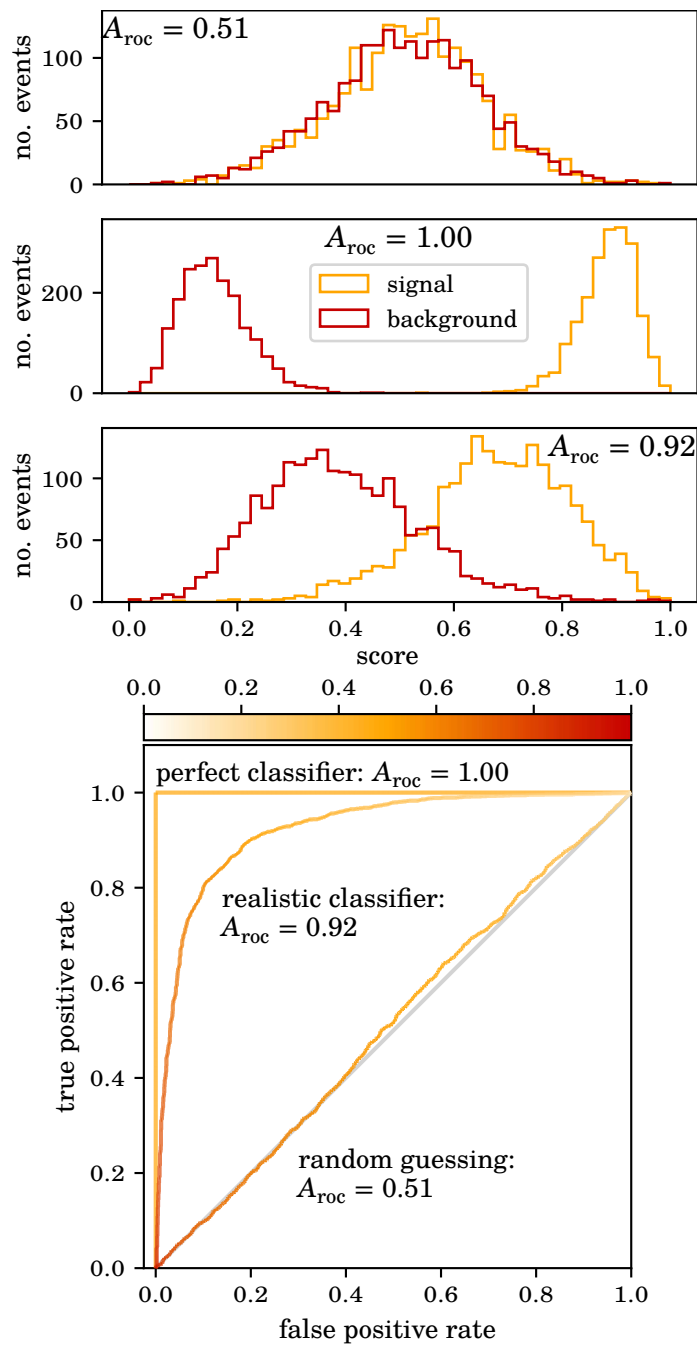 A_roc = 0.51
no. events
100
50
0
A_roc = 1.00
no. events
200
0
signal
background
A_roc = 0.92
no. events
100
50
0
0.0 0.2 0.4 0.6 0.8 1.0
score
0.0 0.2 0.4 0.6 0.8 1.0
perfect classifier: A_roc = 1.00
realistic classifier:
A_roc = 0.92
random guessing:
A_roc = 0.51
true positive rate
1.0
0.8
0.6
0.4
0.2
0.0
0.0 0.2 0.4 0.6 0.8 1.0
false positive rate